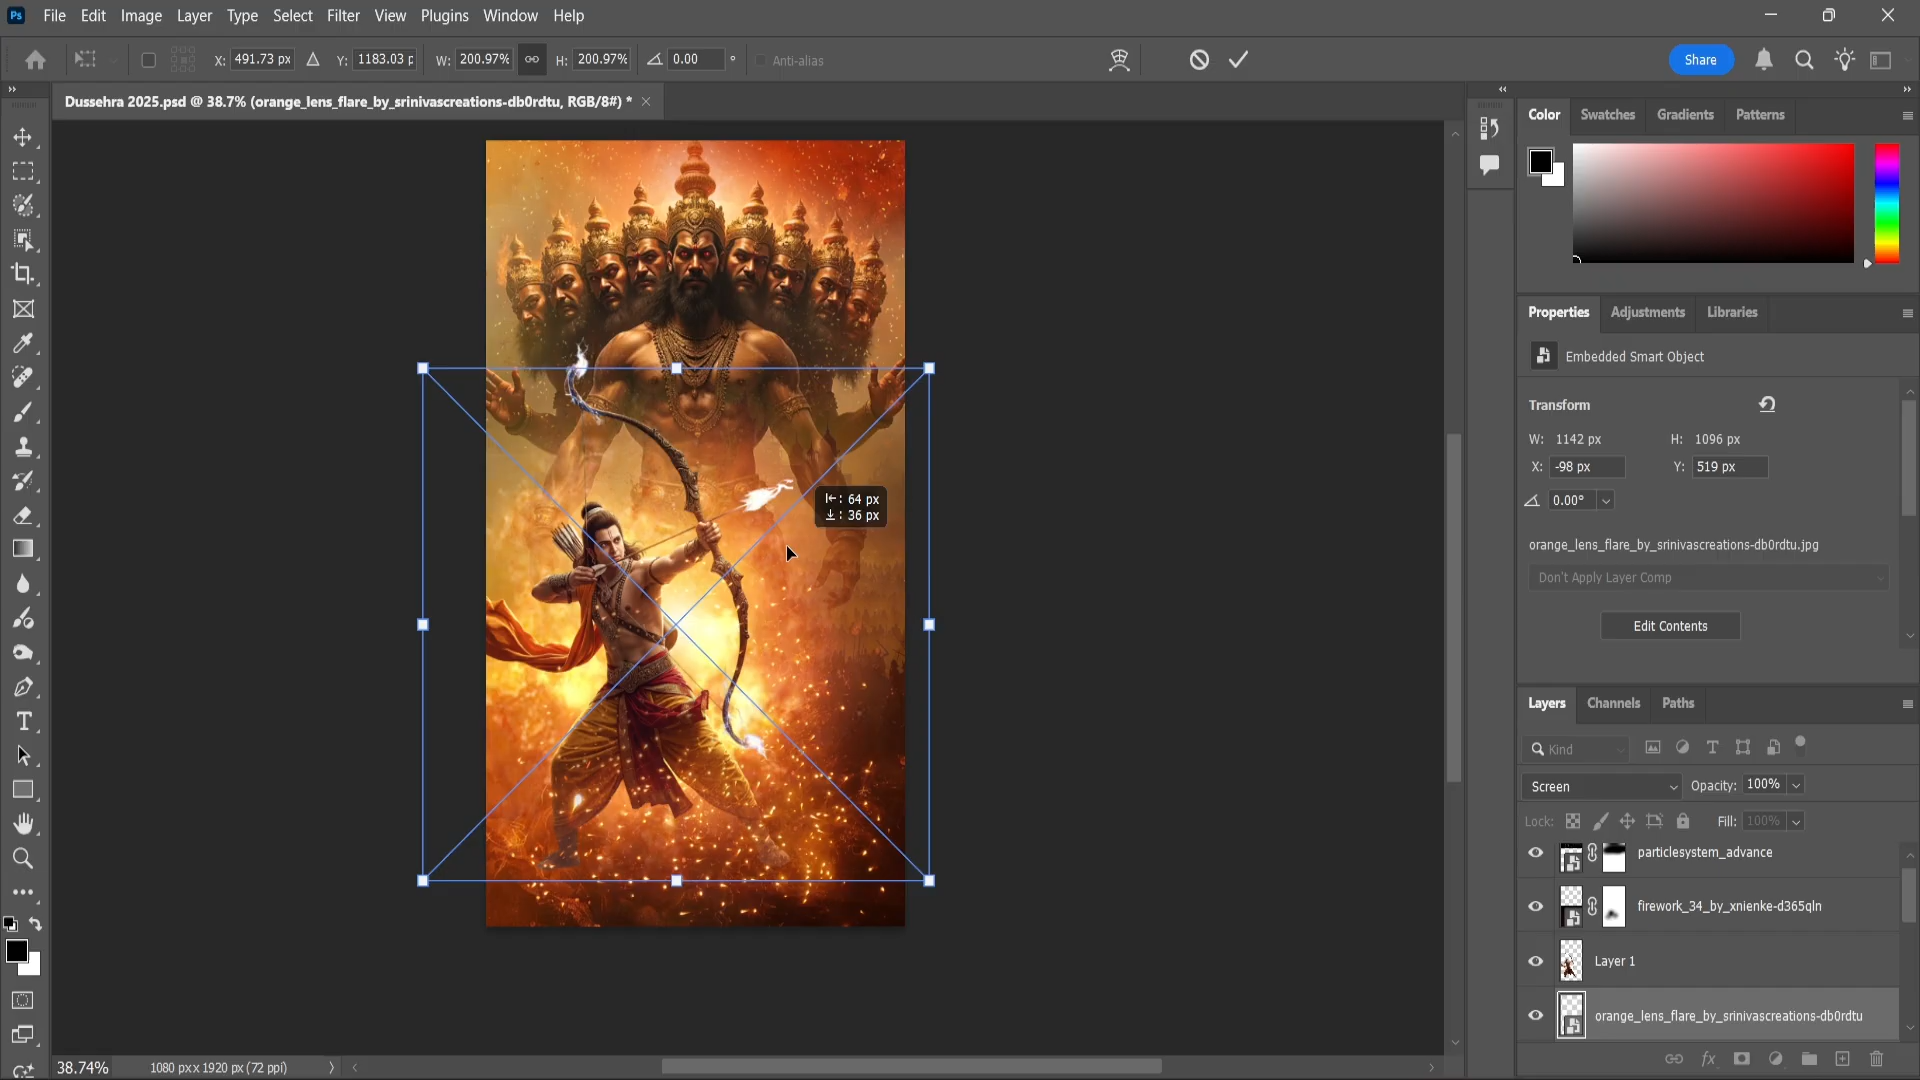 Ps File Edit Image Layer Type Select Filter View Plugins Window Help
X: 491.73 px Y: 1183.03 p W: 200.97% H: 200.97% 0.00 ° Anti-alias Share
Dussehra 2025.psd @ 38.7% (orange_lens_flare_by_srinivascreations-db0rdtu, RGB/8#) *
Color Swatches Gradients Patterns
Properties Adjustments Libraries
Embedded Smart Object
Transform
W: 1142 px H: 1096 px
X: -98 px Y: 519 px
0.00°
: 64 px
: 36 px
orange_lens_flare_by_srinivascreations-db0rdtu.jpg
Don't Apply Layer Comp
Edit Contents
Layers Channels Paths
Kind
Screen Opacity: 100%
Lock: Fill: 100%
particlesystem_advance
firework_34_by_xnienke-d365qln
Layer 1
orange_lens_flare_by_srinivascreations-db0rdtu
38.74% 1080 px x 1920 px (72 ppi)